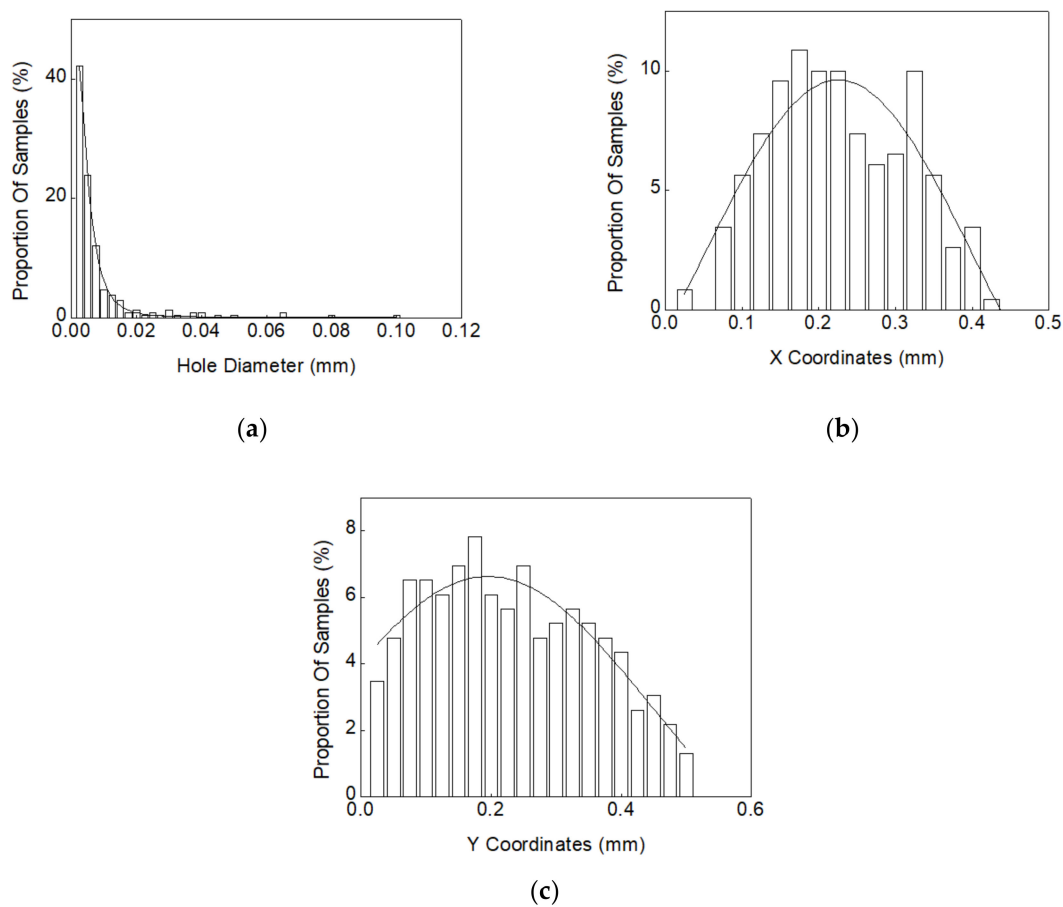 Proportion Of Samples (%)
40
20
0
0.00 0.02 0.04 0.06 0.08 0.10 0.12
Hole Diameter (mm)
(a)
Proportion Of Samples (%)
10
5
0
0.0 0.1 0.2 0.3 0.4 0.5
X Coordinates (mm)
(b)
Proportion Of Samples (%)
8
6
4
2
0
0.0 0.2 0.4 0.6
Y Coordinates (mm)
(c)